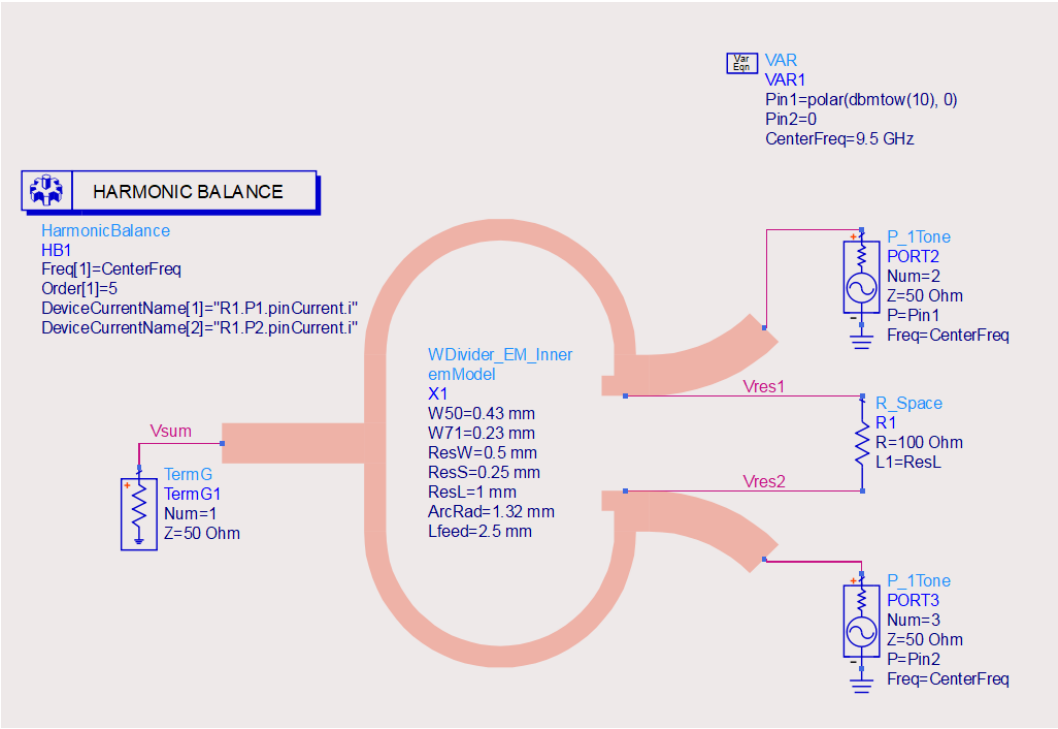 Var
Eqn
VAR
VAR1
Pin1=polar(dbmtow(10), 0)
Pin2=0
CenterFreq=9.5 GHz
HARMONIC BALANCE
HarmonicBalance
HB1
Freq[1]=CenterFreq
Order[1]=5
DeviceCurrentName[1]="R1.P1.pinCurrent.i"
DeviceCurrentName[2]="R1.P2.pinCurrent.i"
P_1Tone
PORT2
Num=2
Z=50 Ohm
P=Pin1
Freq=CenterFreq
WDivider_EM_Inner
emModel
X1
W50=0.43 mm
W71=0.23 mm
ResW=0.5 mm
ResS=0.25 mm
ResL=1 mm
ArcRad=1.32 mm
Lfeed=2.5 mm
Vres1
R_Space
R1
R=100 Ohm
L1=ResL
Vres2
Vsum
TermG
TermG1
Num=1
Z=50 Ohm
P_1Tone
PORT3
Num=3
Z=50 Ohm
P=Pin2
Freq=CenterFreq